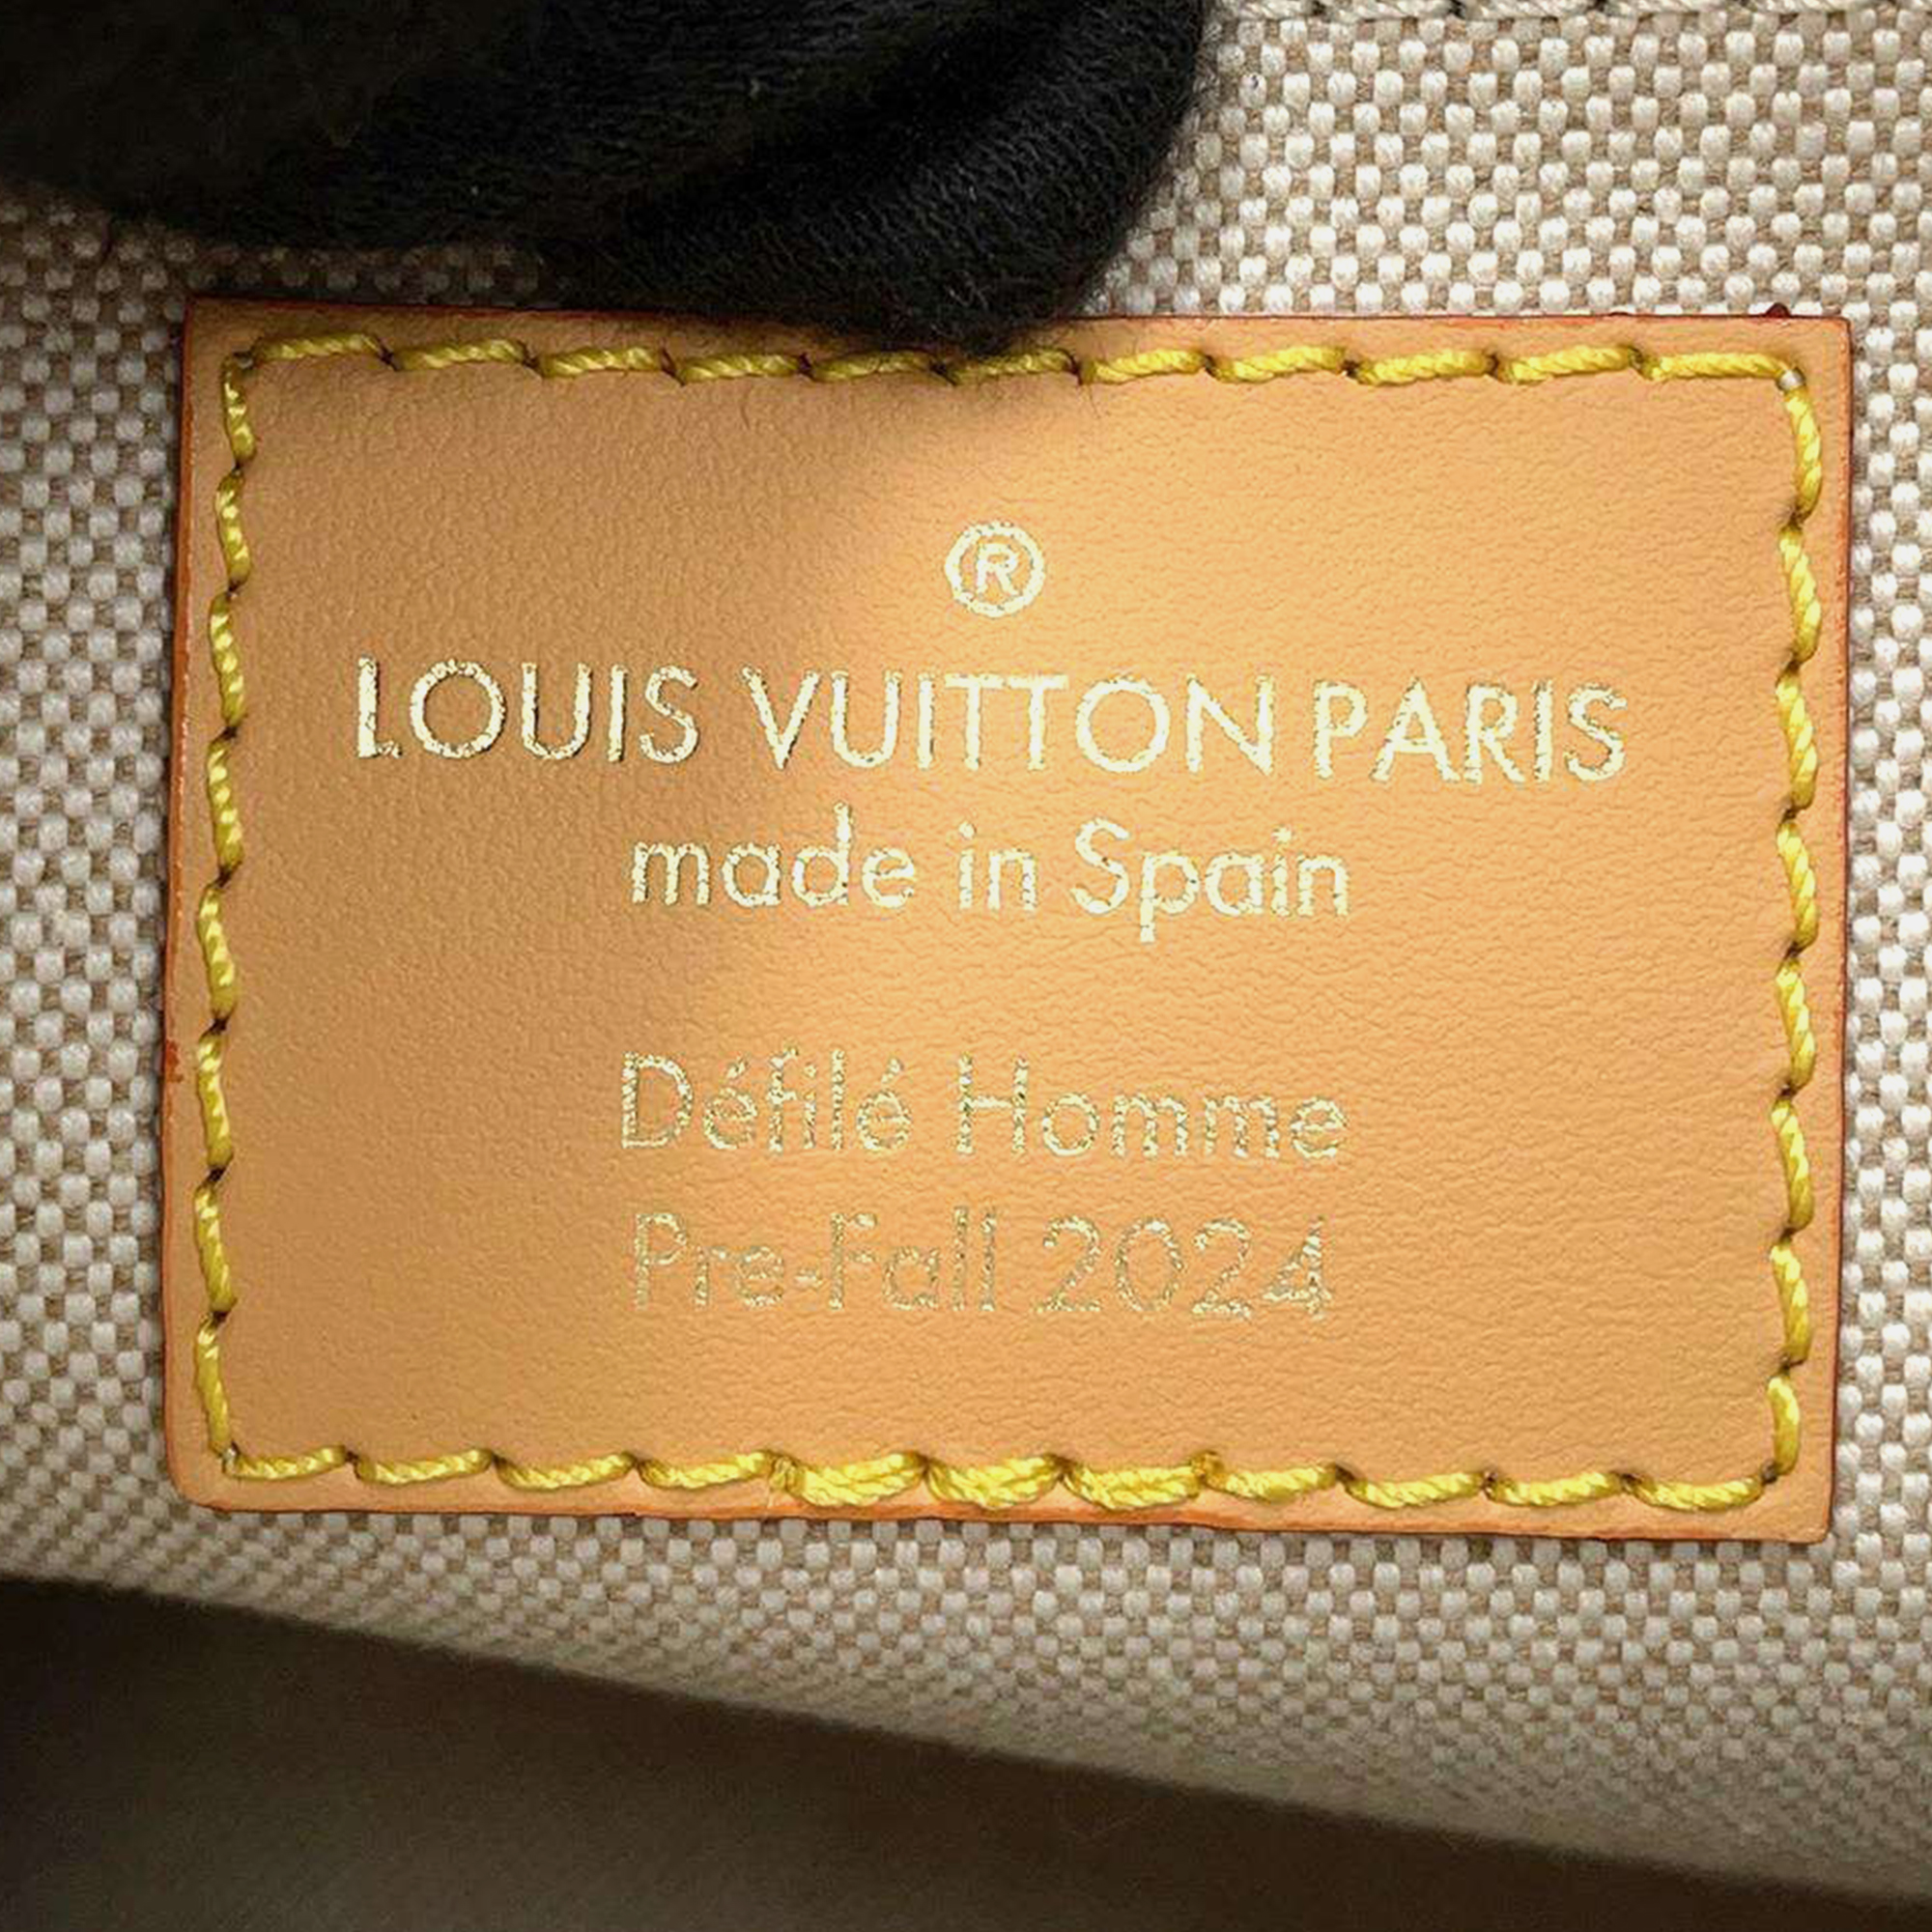 ®
LOUIS VUITTON PARIS
made in Spain
Défilé Homme
Pre-Fall 2024